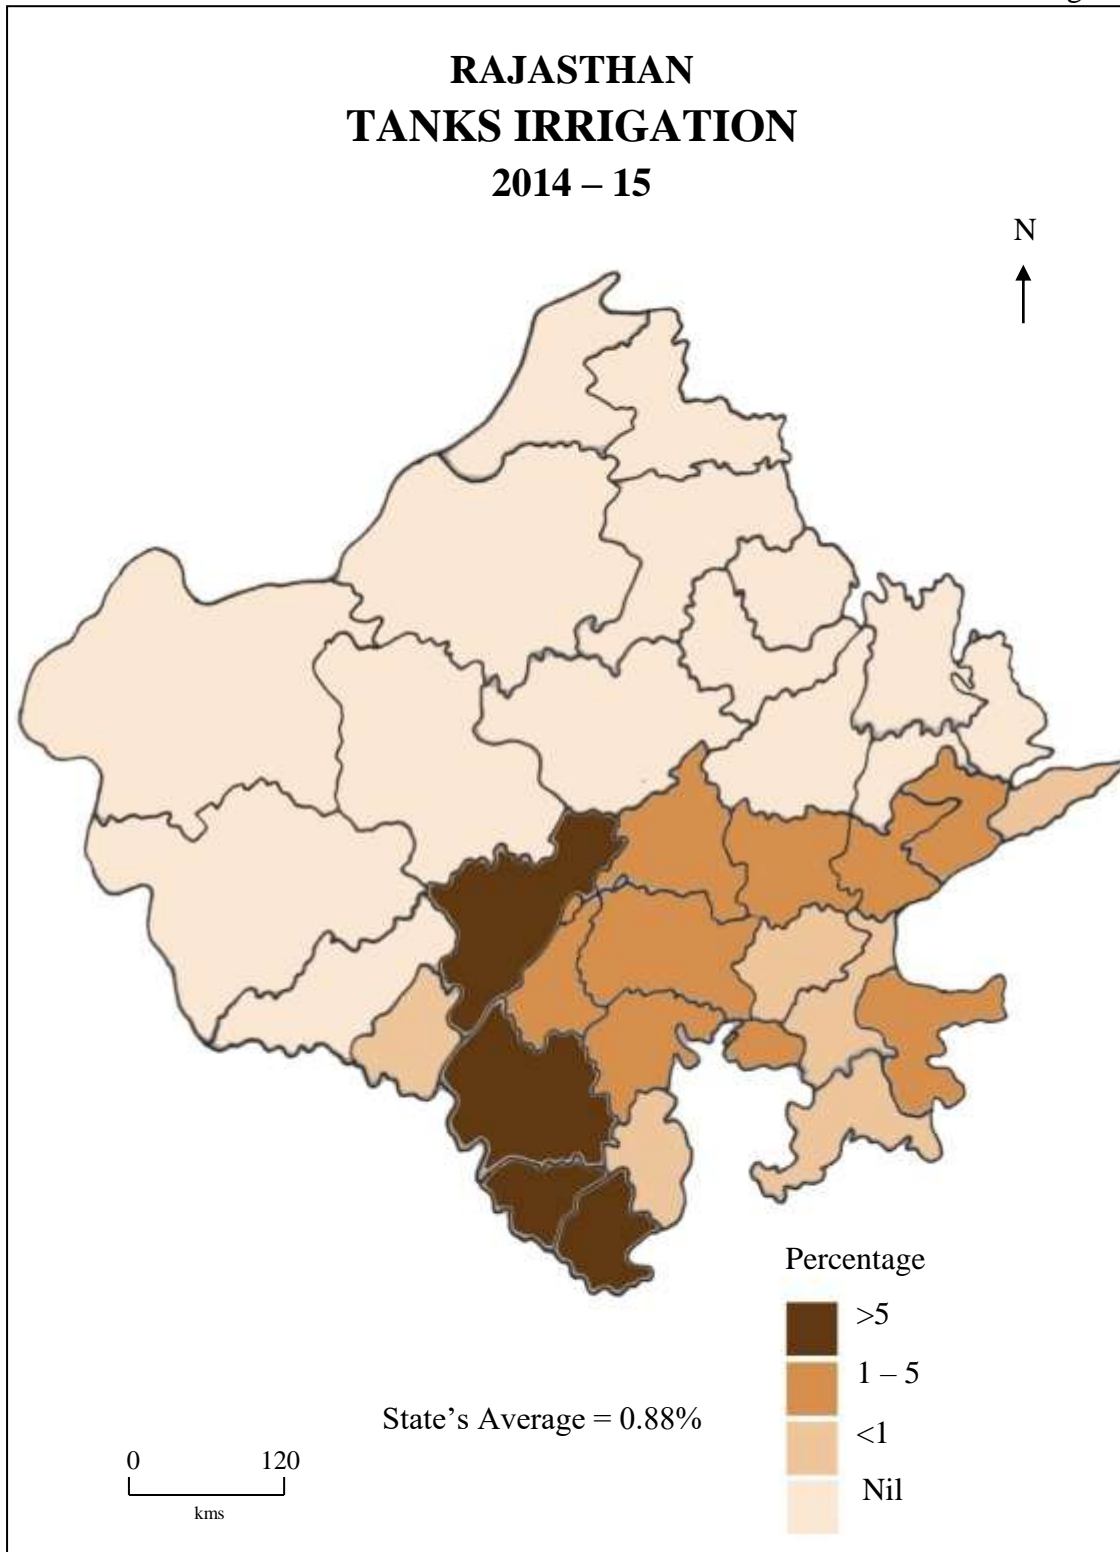 RAJASTHAN
TANKS IRRIGATION
2014 – 15
N
Percentage
>5
1 – 5
<1
Nil
State’s Average = 0.88%
0 120
kms